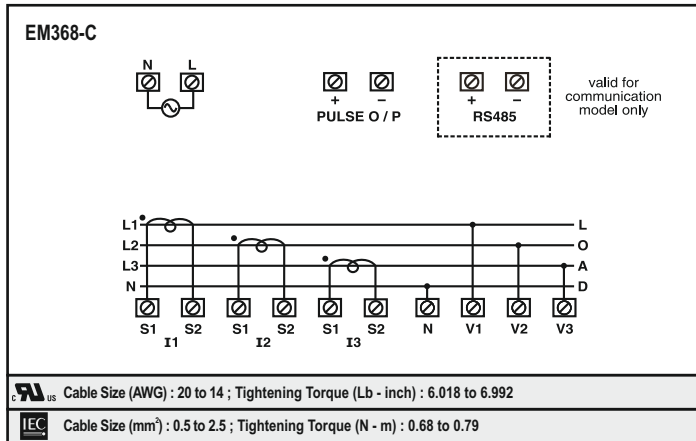 EM368-C
N L
+ − + −
PULSE O / P RS485
valid for
communication
model only
L1 L
L2 O
L3 A
N D
S1 S2 S1 S2 S1 S2 N V1 V2 V3
I1 I2 I3
c RU us Cable Size (AWG) : 20 to 14 ; Tightening Torque (Lb - inch) : 6.018 to 6.992
IEC Cable Size (mm²) : 0.5 to 2.5 ; Tightening Torque (N - m) : 0.68 to 0.79